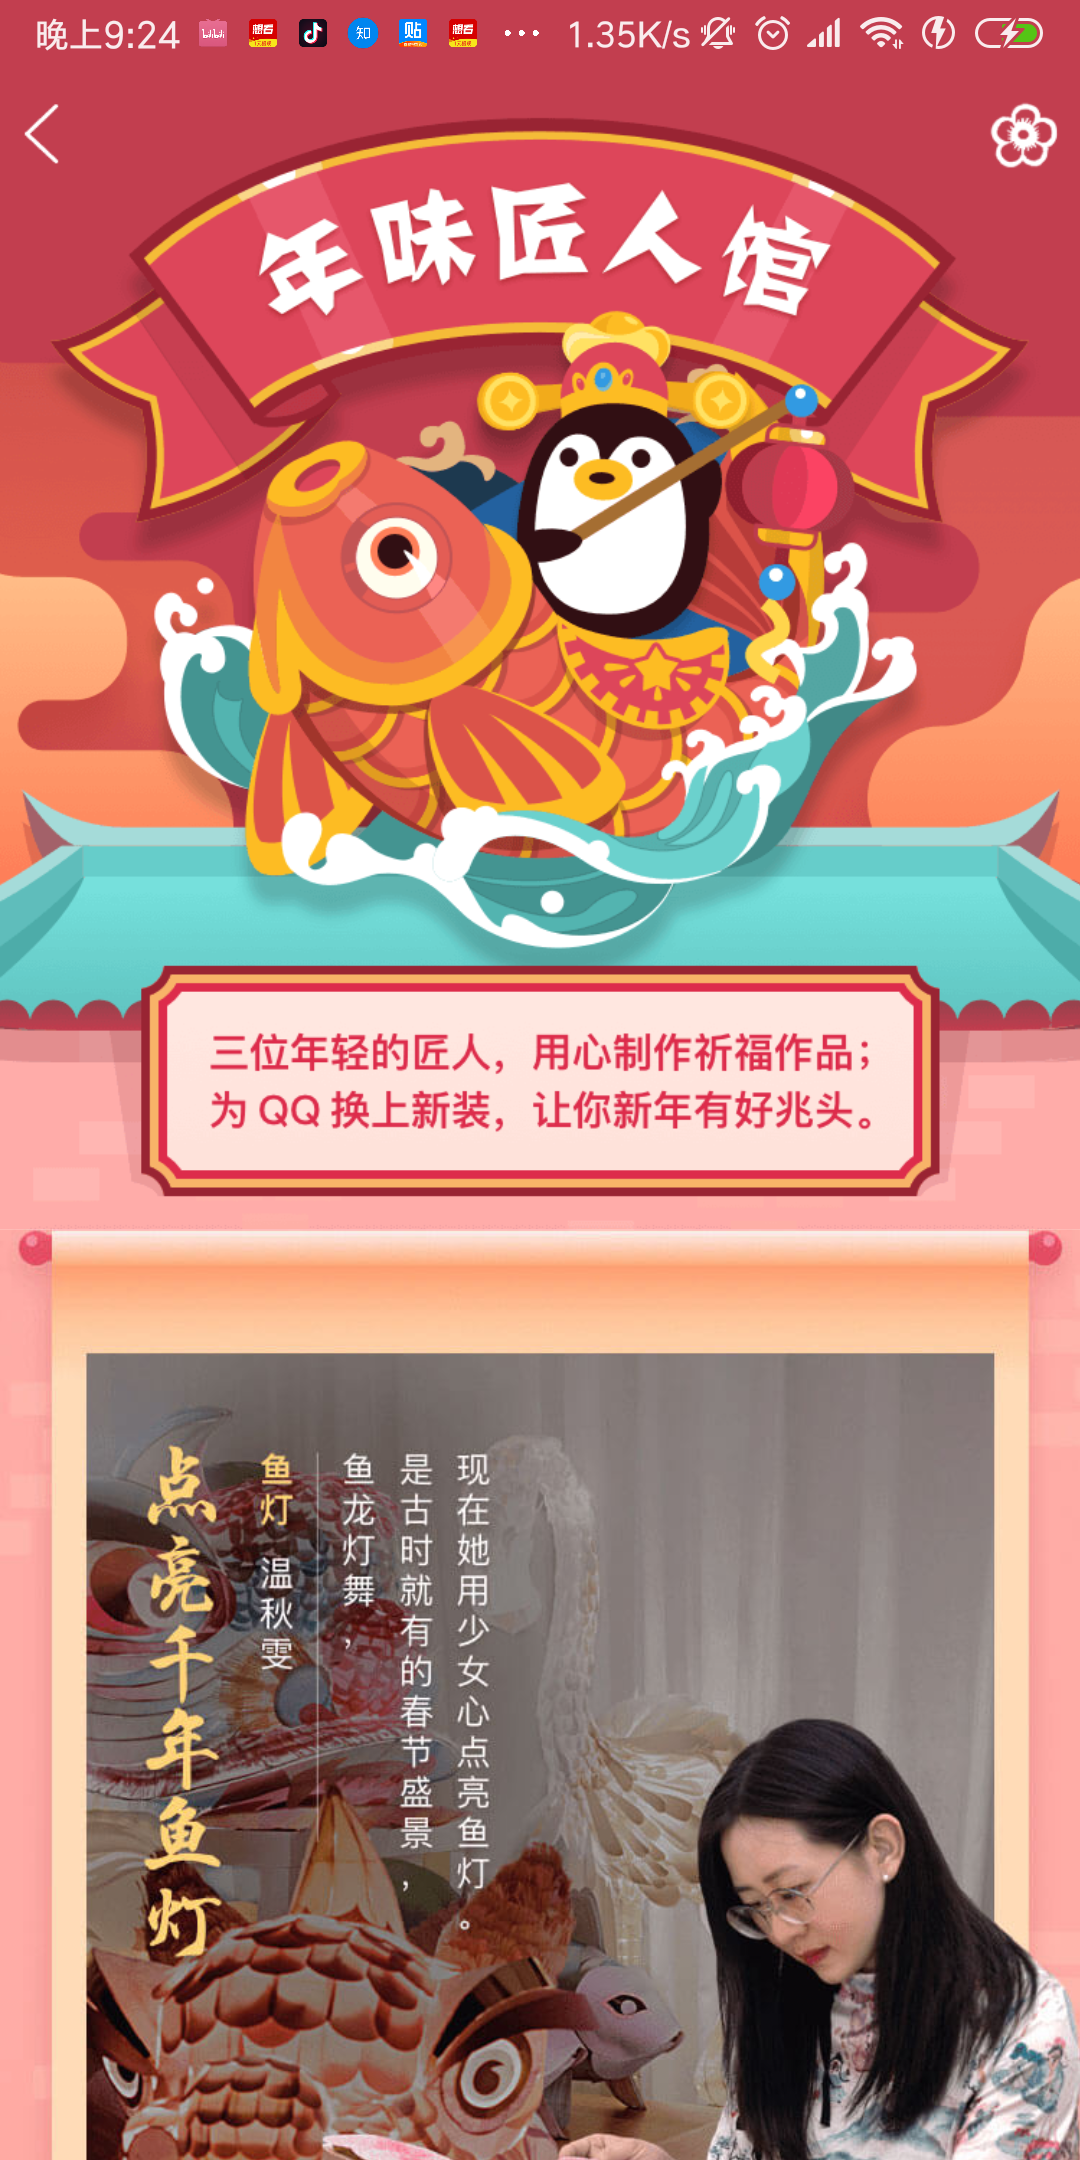 晚上9:24
知
贴
1.35K/s
年味匠人馆
三位年轻的匠人，用心制作祈福作品；
为 QQ 换上新装，让你新年有好兆头。
点亮千年鱼灯
鱼灯 温秋雯
鱼龙灯舞，
是古时就有的春节盛景，
现在她用少女心点亮鱼灯。